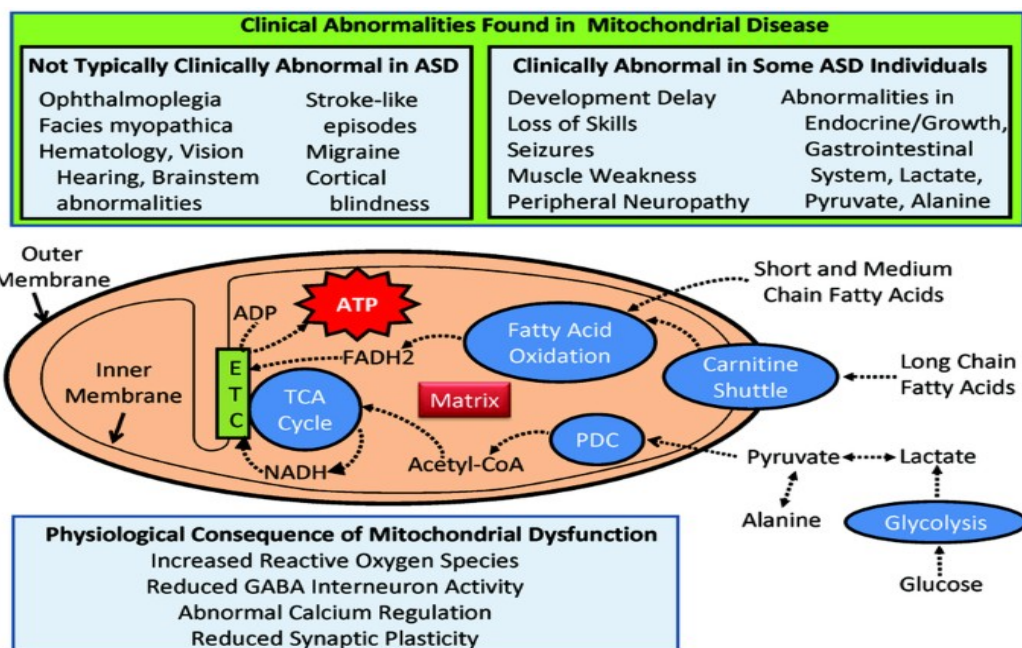 Clinical Abnormalities Found in Mitochondrial Disease
Not Typically Clinically Abnormal in ASD
Ophthalmoplegia
Facies myopathica
Hematology, Vision
Hearing, Brainstem
abnormalities
Stroke-like
episodes
Migraine
Cortical
blindness
Clinically Abnormal in Some ASD Individuals
Development Delay
Loss of Skills
Seizures
Muscle Weakness
Peripheral Neuropathy
Abnormalities in
Endocrine/Growth,
Gastrointestinal
System, Lactate,
Pyruvate, Alanine
Outer
Membrane
Inner
Membrane
ADP
ATP
FADH2
Fatty Acid
Oxidation
Short and Medium
Chain Fatty Acids
Carnitine
Shuttle
Long Chain
Fatty Acids
E
T
C
TCA
Cycle
Matrix
NADH
Acetyl-CoA
PDC
Pyruvate
Lactate
Alanine
Glycolysis
Glucose
Physiological Consequence of Mitochondrial Dysfunction
Increased Reactive Oxygen Species
Reduced GABA Interneuron Activity
Abnormal Calcium Regulation
Reduced Synaptic Plasticity